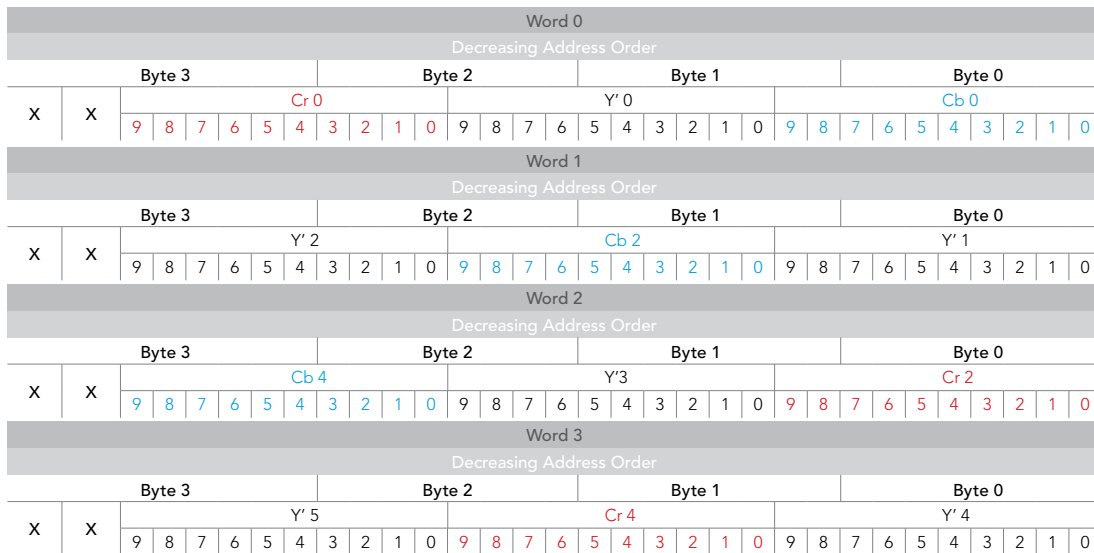 Word 0
Decreasing Address Order
Byte 3 Byte 2 Byte 1 Byte 0
X X Cr 0 Y’ 0 Cb 0
9 8 7 6 5 4 3 2 1 0 9 8 7 6 5 4 3 2 1 0 9 8 7 6 5 4 3 2 1 0
Word 1
Decreasing Address Order
Byte 3 Byte 2 Byte 1 Byte 0
X X Y’ 2 Cb 2 Y’ 1
9 8 7 6 5 4 3 2 1 0 9 8 7 6 5 4 3 2 1 0 9 8 7 6 5 4 3 2 1 0
Word 2
Decreasing Address Order
Byte 3 Byte 2 Byte 1 Byte 0
X X Cb 4 Y’3 Cr 2
9 8 7 6 5 4 3 2 1 0 9 8 7 6 5 4 3 2 1 0 9 8 7 6 5 4 3 2 1 0
Word 3
Decreasing Address Order
Byte 3 Byte 2 Byte 1 Byte 0
X X Y’ 5 Cr 4 Y’ 4
9 8 7 6 5 4 3 2 1 0 9 8 7 6 5 4 3 2 1 0 9 8 7 6 5 4 3 2 1 0